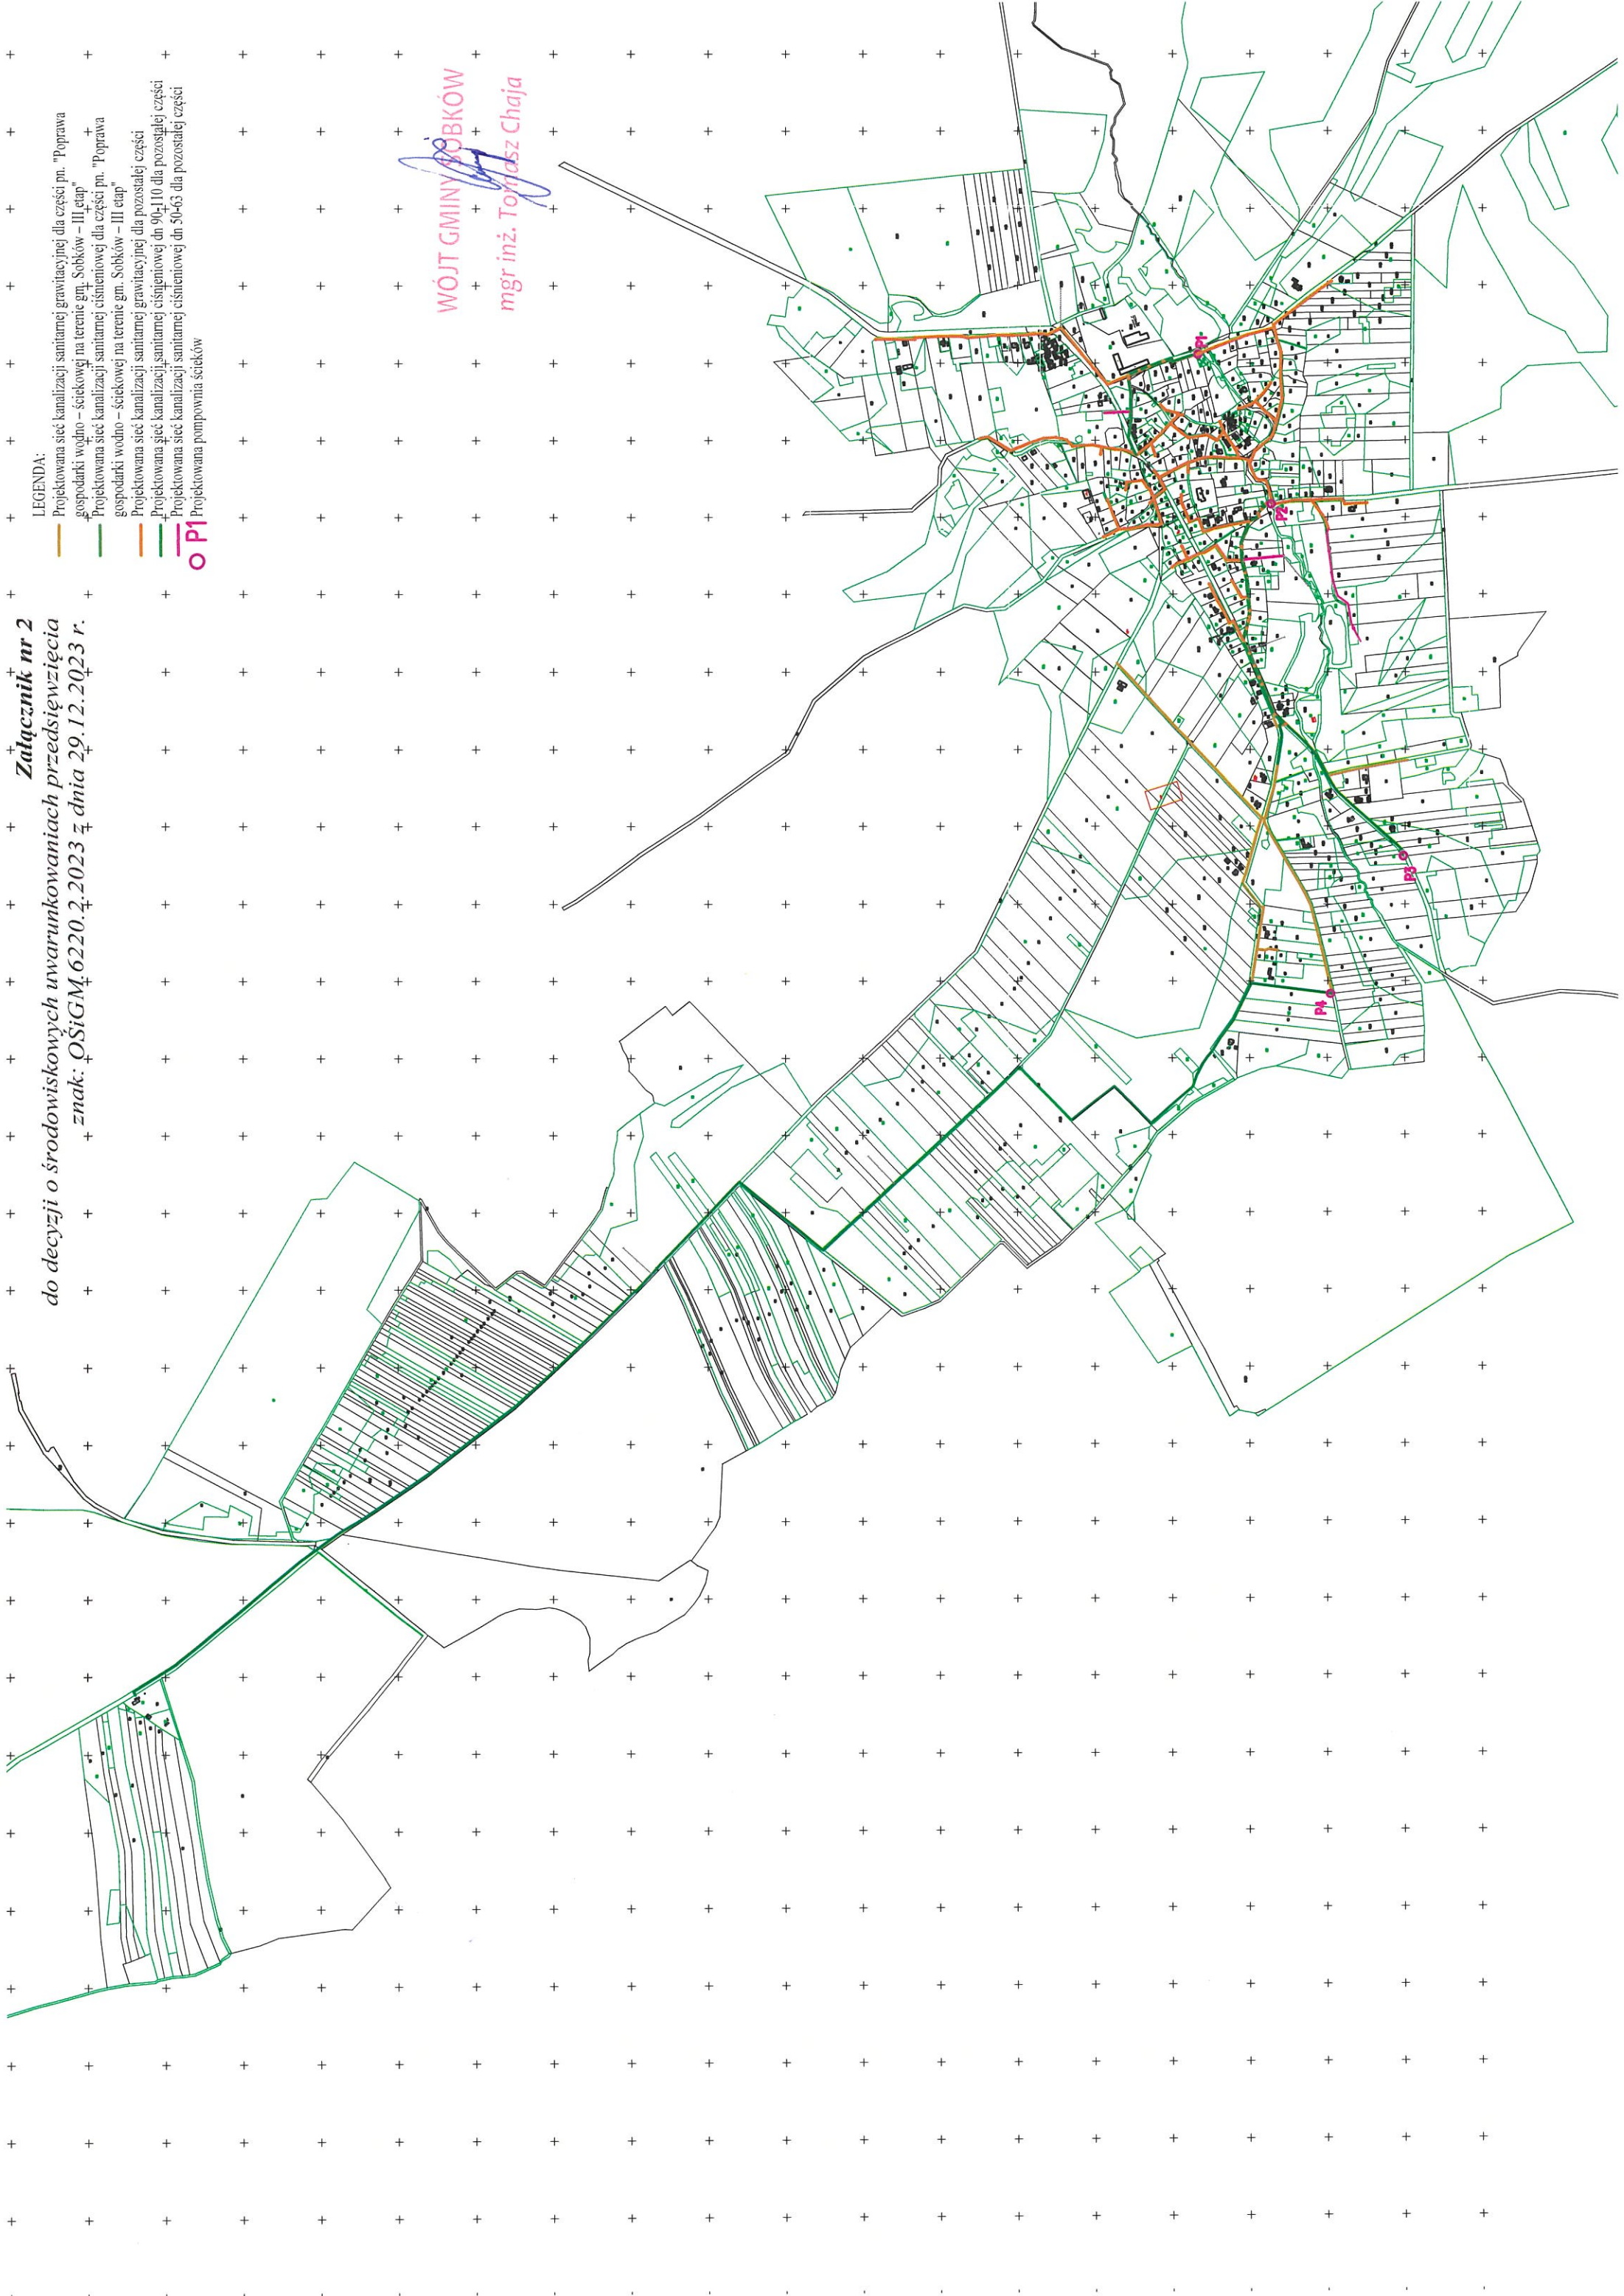 Załącznik nr 2
do decyzji o środowiskowych uwarunkowaniach przedsięwzięcia
znak: OŚiGM.6220.2.2023 z dnia 29.12.2023 r.
LEGENDA:
Projektowana sieć kanalizacji sanitarnej grawitacyjnej dla części pn. "Poprawa
gospodarki wodno – ściekowej na terenie gm. Sobków – III etap"
Projektowana sieć kanalizacji sanitarnej ciśnieniowej dla części pn. "Poprawa
gospodarki wodno – ściekowej na terenie gm. Sobków – III etap"
Projektowana sieć kanalizacji sanitarnej grawitacyjnej dla pozostałej części
Projektowana sieć kanalizacji sanitarnej ciśnieniowej dn 90-110 dla pozostałej części
Projektowana sieć kanalizacji sanitarnej ciśnieniowej dn 50-63 dla pozostałej części
P1 Projektowana pompownia ścieków
WÓJT GMINY SOBKÓW
mgr inż. Tomasz Chaja
P1
P2
P3
P4